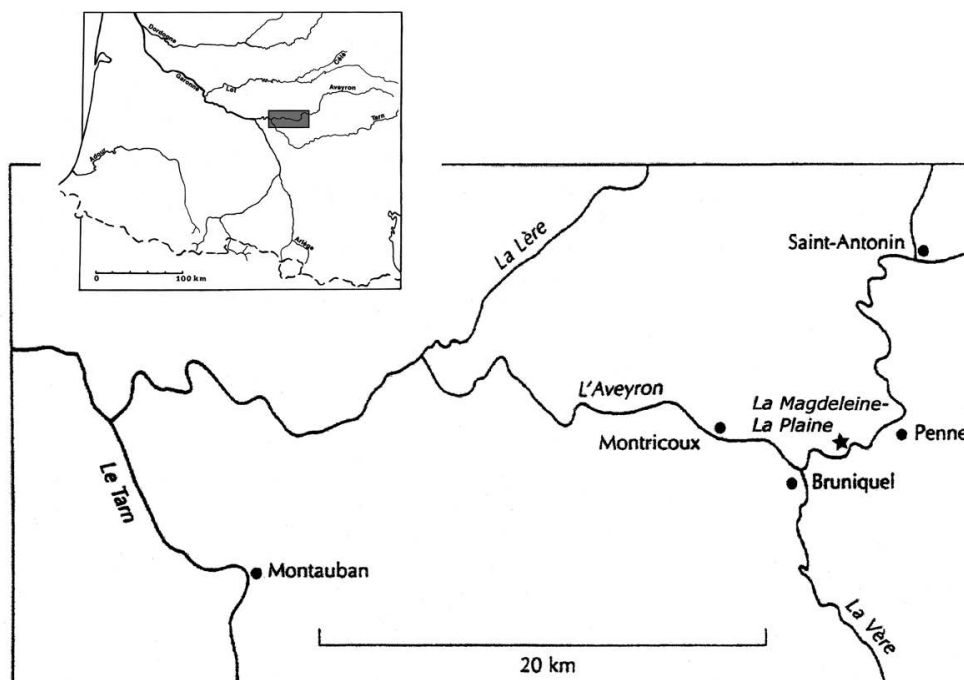 Dordogne
Cère
Garonne
Lot
Aveyron
Tarn
Adour
Ariège
0 100 km
La Lère
Saint-Antonin
L'Aveyron
La Magdeleine-
La Plaine
Montricoux
Penne
Bruniquel
Le Tarn
Montauban
La Vère
20 km